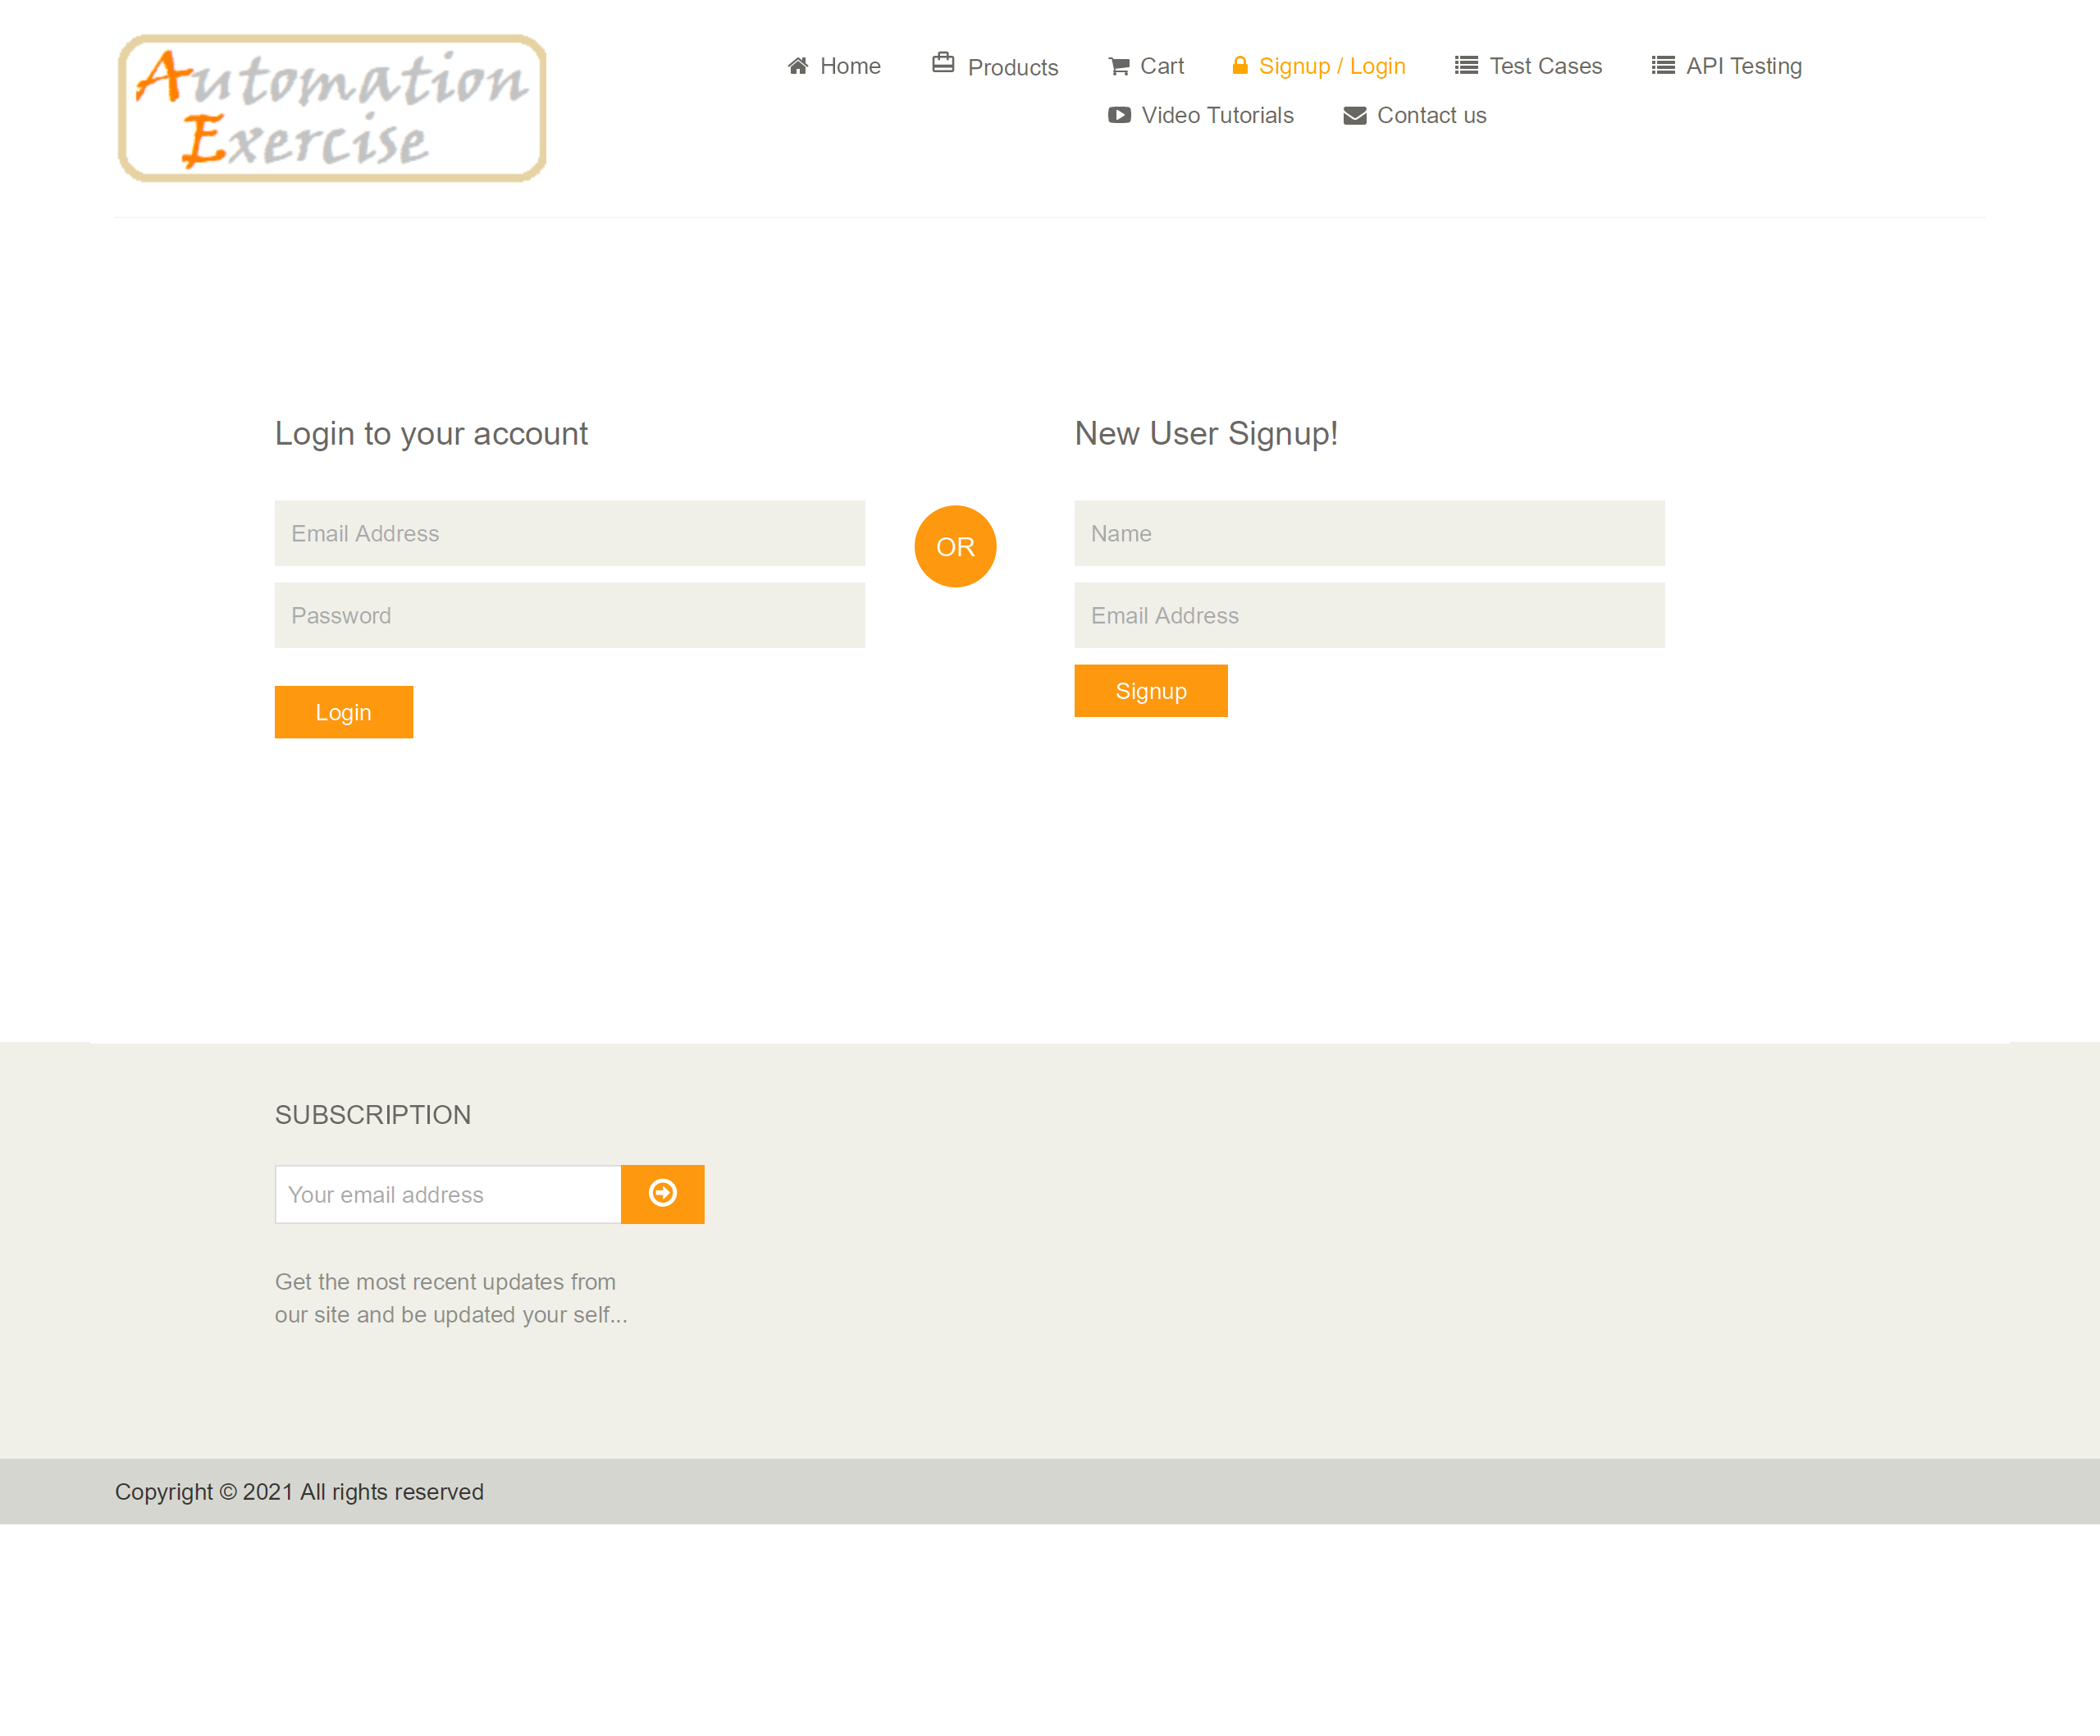 Automation
Exercise
Home Products Cart Signup / Login Test Cases API Testing
Video Tutorials Contact us
Login to your account
Email Address
Password
Login
OR
New User Signup!
Name
Email Address
Signup
SUBSCRIPTION
Your email address
Get the most recent updates from
our site and be updated your self...
Copyright © 2021 All rights reserved